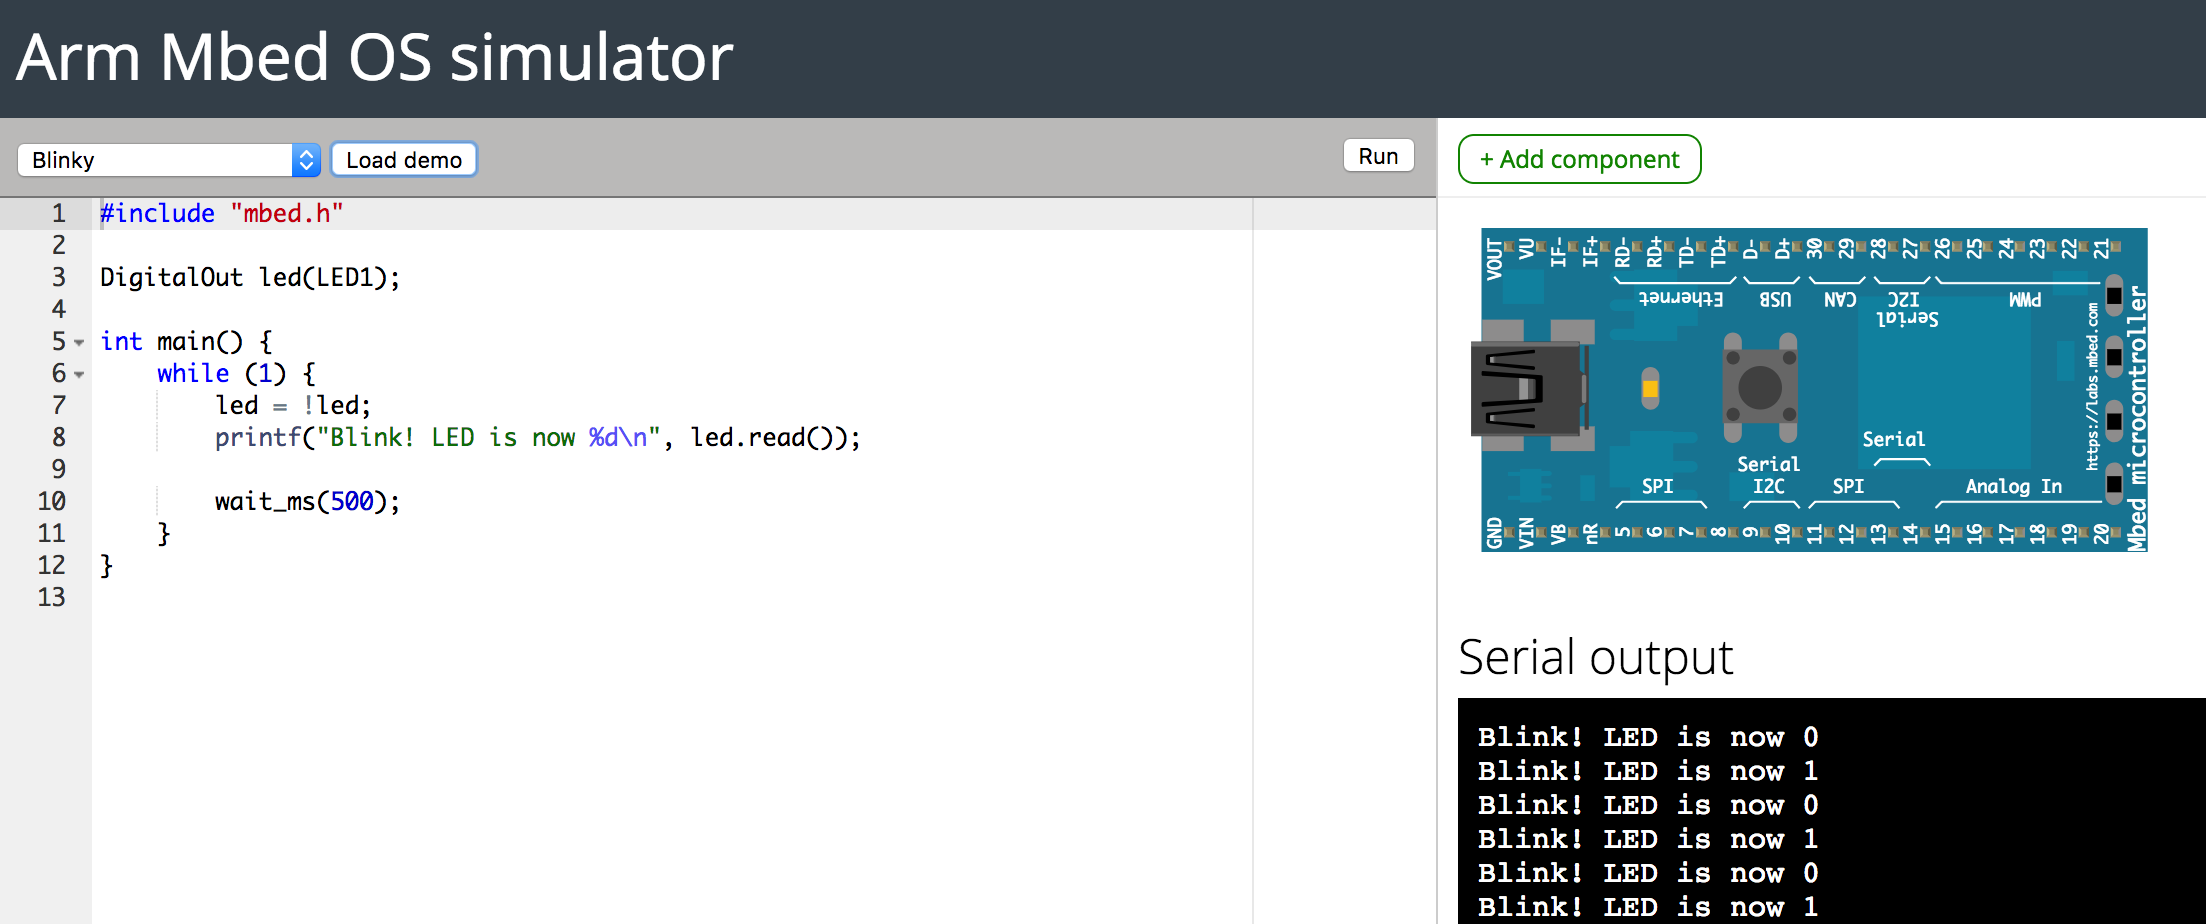 Arm Mbed OS simulator
Blinky
Load demo
Run
+ Add component
1 #include "mbed.h"
2
3 DigitalOut led(LED1);
4
5 int main() {
6     while (1) {
7         led = !led;
8         printf("Blink! LED is now %d\n", led.read());
9
10         wait_ms(500);
11     }
12 }
13
VOUT VU IF- IF+ RD- RD+ TD- TD+ D- D+ 30 29 28 27 26 25 24 23 22 21
Ethernet USB CAN I2C PWM
Serial
Serial
Serial
SPI I2C SPI Analog In
GND VIN VB nR 5 6 7 8 9 10 11 12 13 14 15 16 17 18 19 20
https://labs.mbed.com
Mbed microcontroller
Serial output
Blink! LED is now 0
Blink! LED is now 1
Blink! LED is now 0
Blink! LED is now 1
Blink! LED is now 0
Blink! LED is now 1